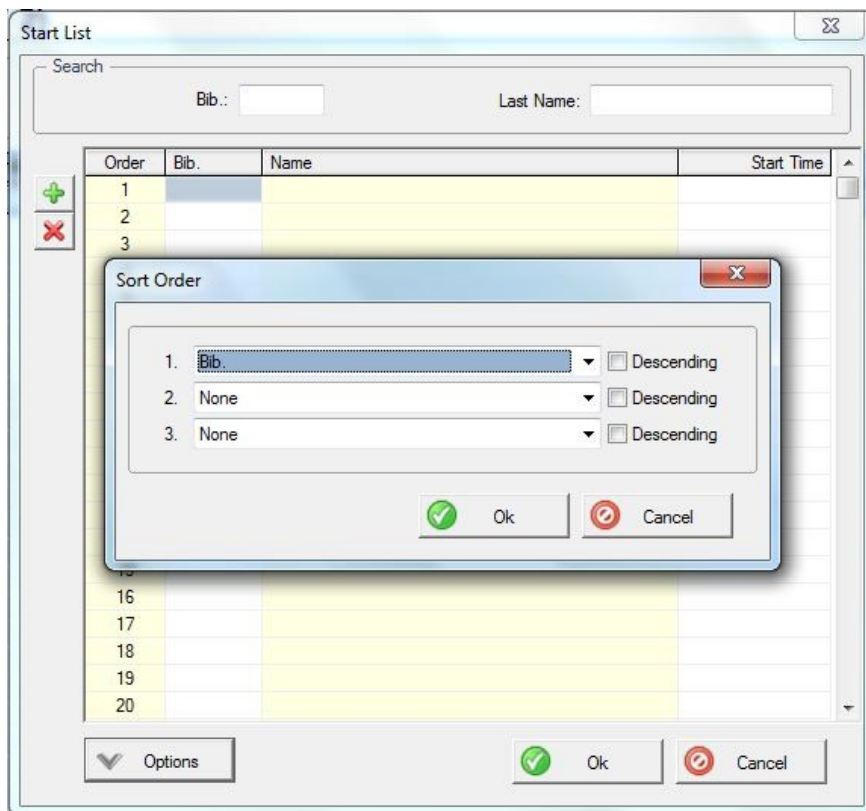 Start List
Search
Bib.: Last Name:
Order Bib. Name Start Time
1
2
3
Sort Order
1. Bib. Descending
2. None Descending
3. None Descending
Ok Cancel
15
16
17
18
19
20
Options Ok Cancel